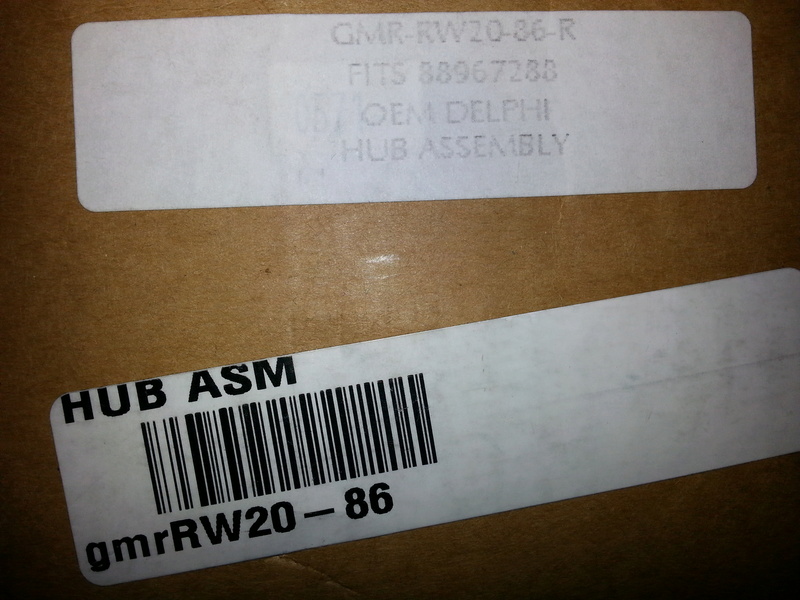 GMR-RW20-86-R
FITS 88967288
OEM DELPHI
HUB ASSEMBLY
HUB ASM
gmrRW20-86